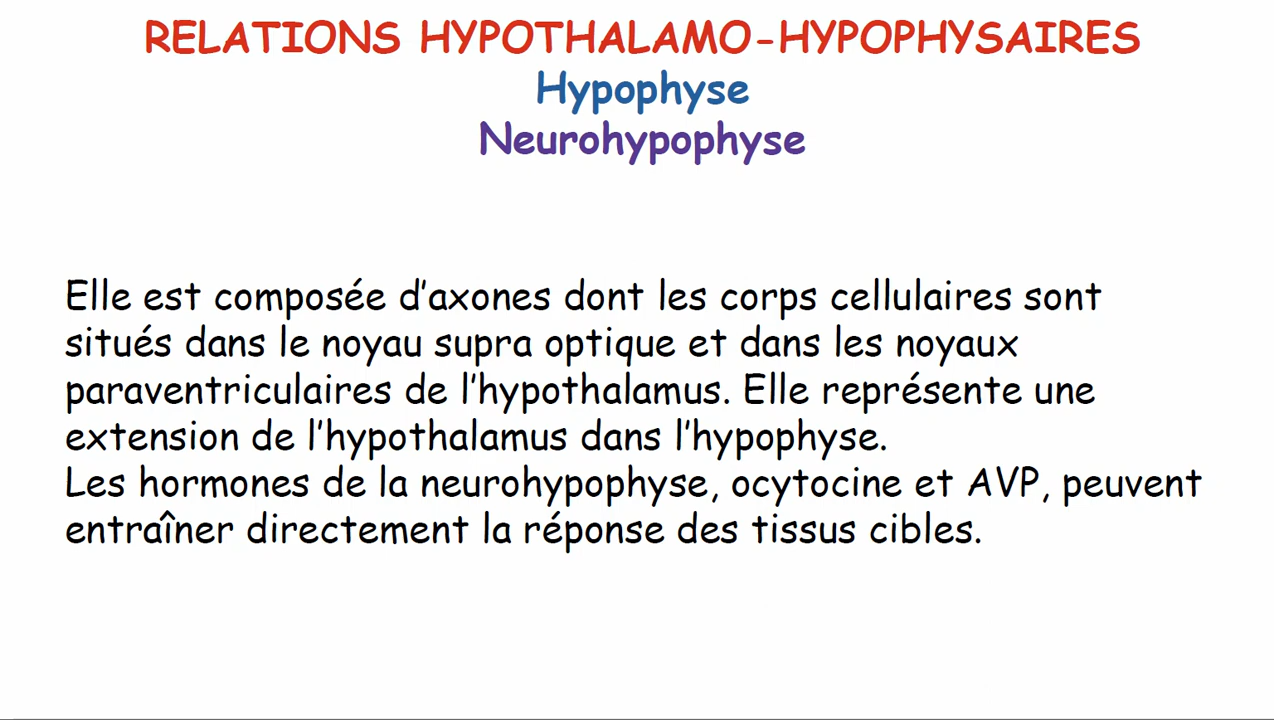 RELATIONS HYPOTHALAMO-HYPOPHYSAIRES
Hypophyse
Neurohypophyse
Elle est composée d’axones dont les corps cellulaires sont
situés dans le noyau supra optique et dans les noyaux
paraventriculaires de l’hypothalamus. Elle représente une
extension de l’hypothalamus dans l’hypophyse.
Les hormones de la neurohypophyse, ocytocine et AVP, peuvent
entraîner directement la réponse des tissus cibles.